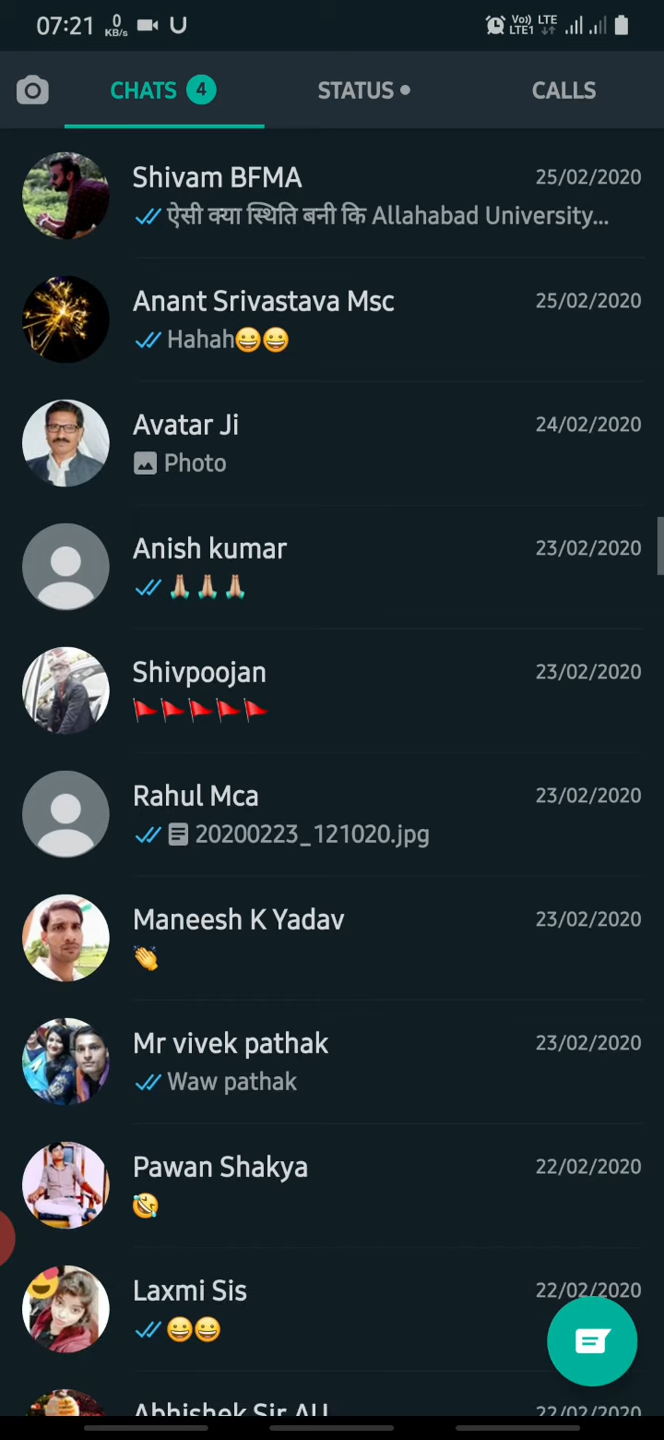 07:21 0 KB/s Vo)) LTE LTE1
CHATS 4 STATUS CALLS
Shivam BFMA 25/02/2020
ऐसी क्या स्थिति बनी कि Allahabad University...
Anant Srivastava Msc 25/02/2020
Hahah😀😀
Avatar Ji 24/02/2020
Photo
Anish kumar 23/02/2020
🙏🏼🙏🏼🙏🏼
Shivpoojan 23/02/2020
🚩🚩🚩🚩🚩
Rahul Mca 23/02/2020
20200223_121020.jpg
Maneesh K Yadav 23/02/2020
👏
Mr vivek pathak 23/02/2020
Waw pathak
Pawan Shakya 22/02/2020
🤣
Laxmi Sis 22/02/2020
😀😀
Abhishek Sir AU 22/02/2020